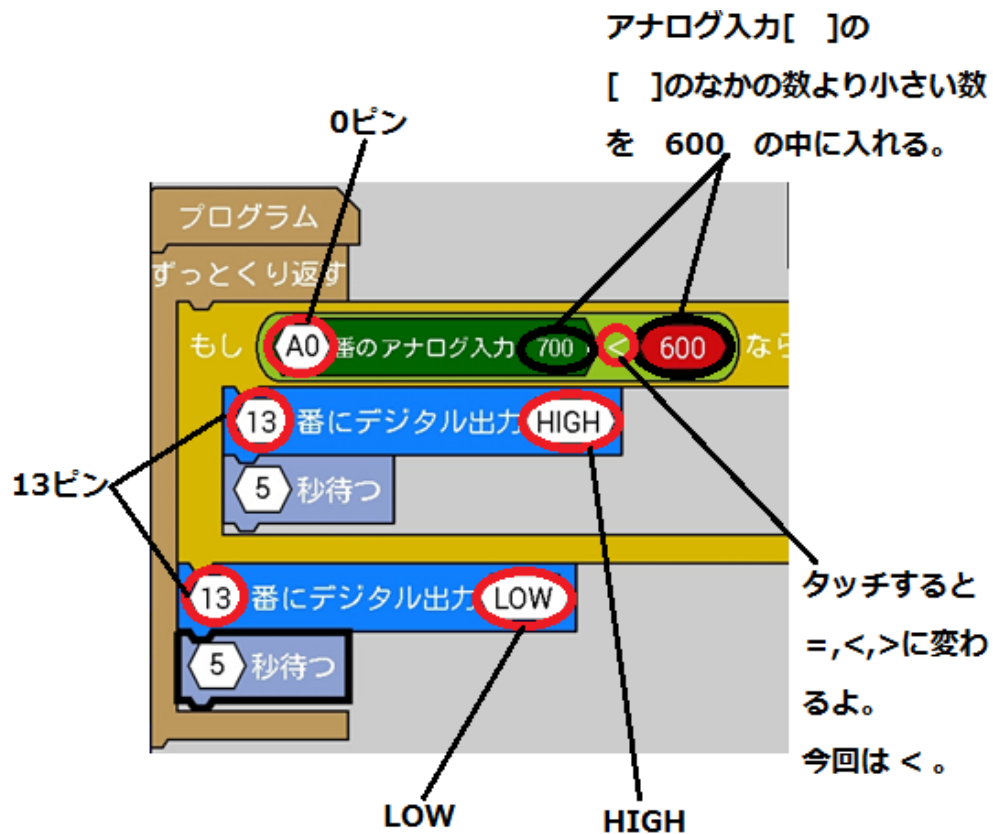 アナログ入力[　]の
[　]のなかの数より小さい数
を　600　の中に入れる。
0ピン
プログラム
ずっとくり返す
もし A0 番のアナログ入力 700 < 600 なら
13 番にデジタル出力 HIGH
5 秒待つ
13ピン
13 番にデジタル出力 LOW
5 秒待つ
タッチすると
=,<,>に変わ
るよ。
今回は < 。
LOW
HIGH